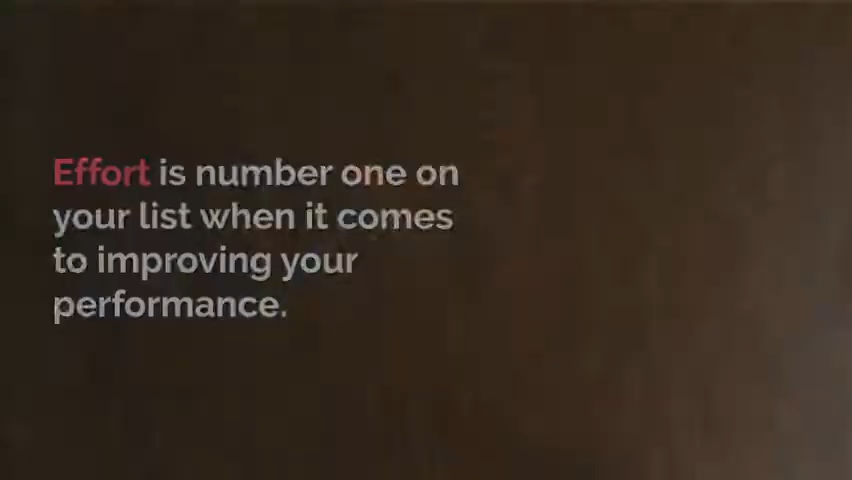 Effort is number one on
your list when it comes
to improving your
performance.